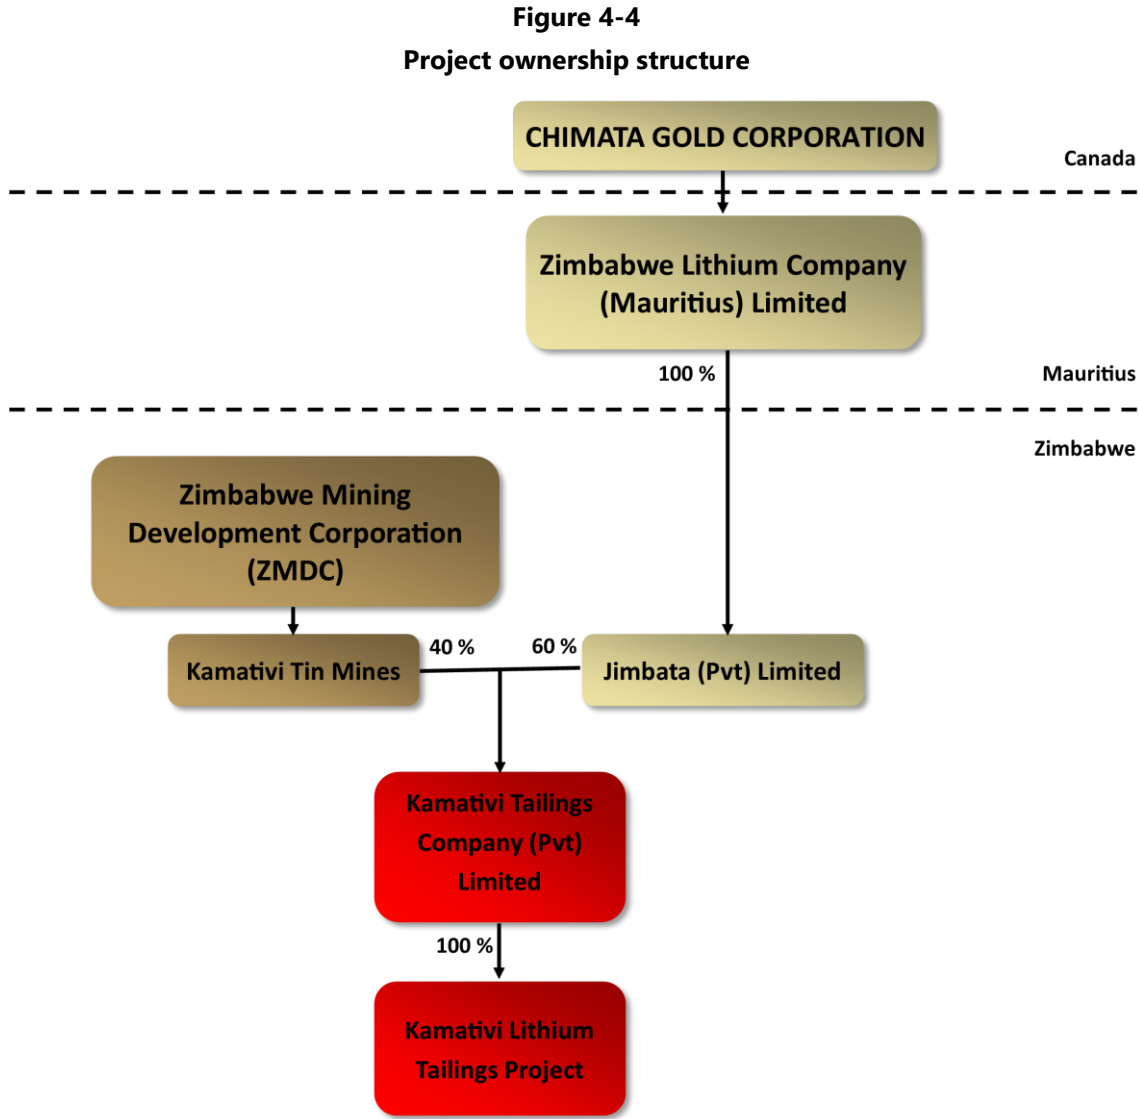 Figure 4-4
Project ownership structure
CHIMATA GOLD CORPORATION
Canada
Zimbabwe Lithium Company
(Mauritius) Limited
100 %
Mauritius
Zimbabwe
Zimbabwe Mining
Development Corporation
(ZMDC)
Kamativi Tin Mines
40 %
60 %
Jimbata (Pvt) Limited
Kamativi Tailings
Company (Pvt)
Limited
100 %
Kamativi Lithium
Tailings Project